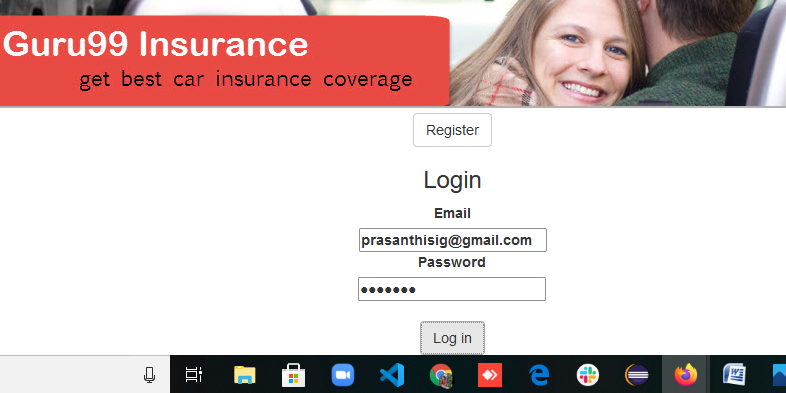 Guru99 Insurance
get best car insurance coverage
Register
Login
Email
prasanthisig@gmail.com
Password
•••••••
Log in